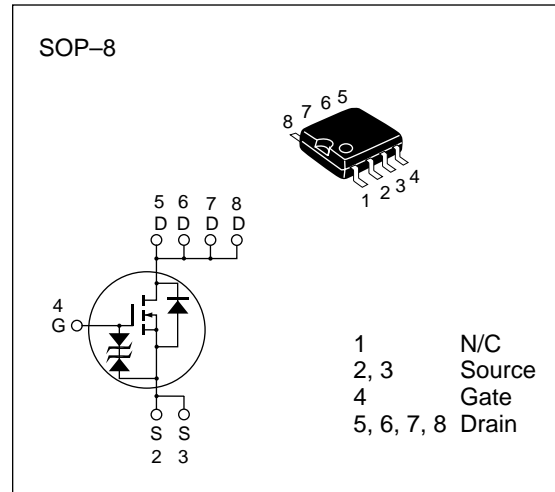 SOP–8
8 7 6 5
1 2 3 4
5 6 7 8
D D D D
4
G
S S
2 3
1 N/C
2, 3 Source
4 Gate
5, 6, 7, 8 Drain